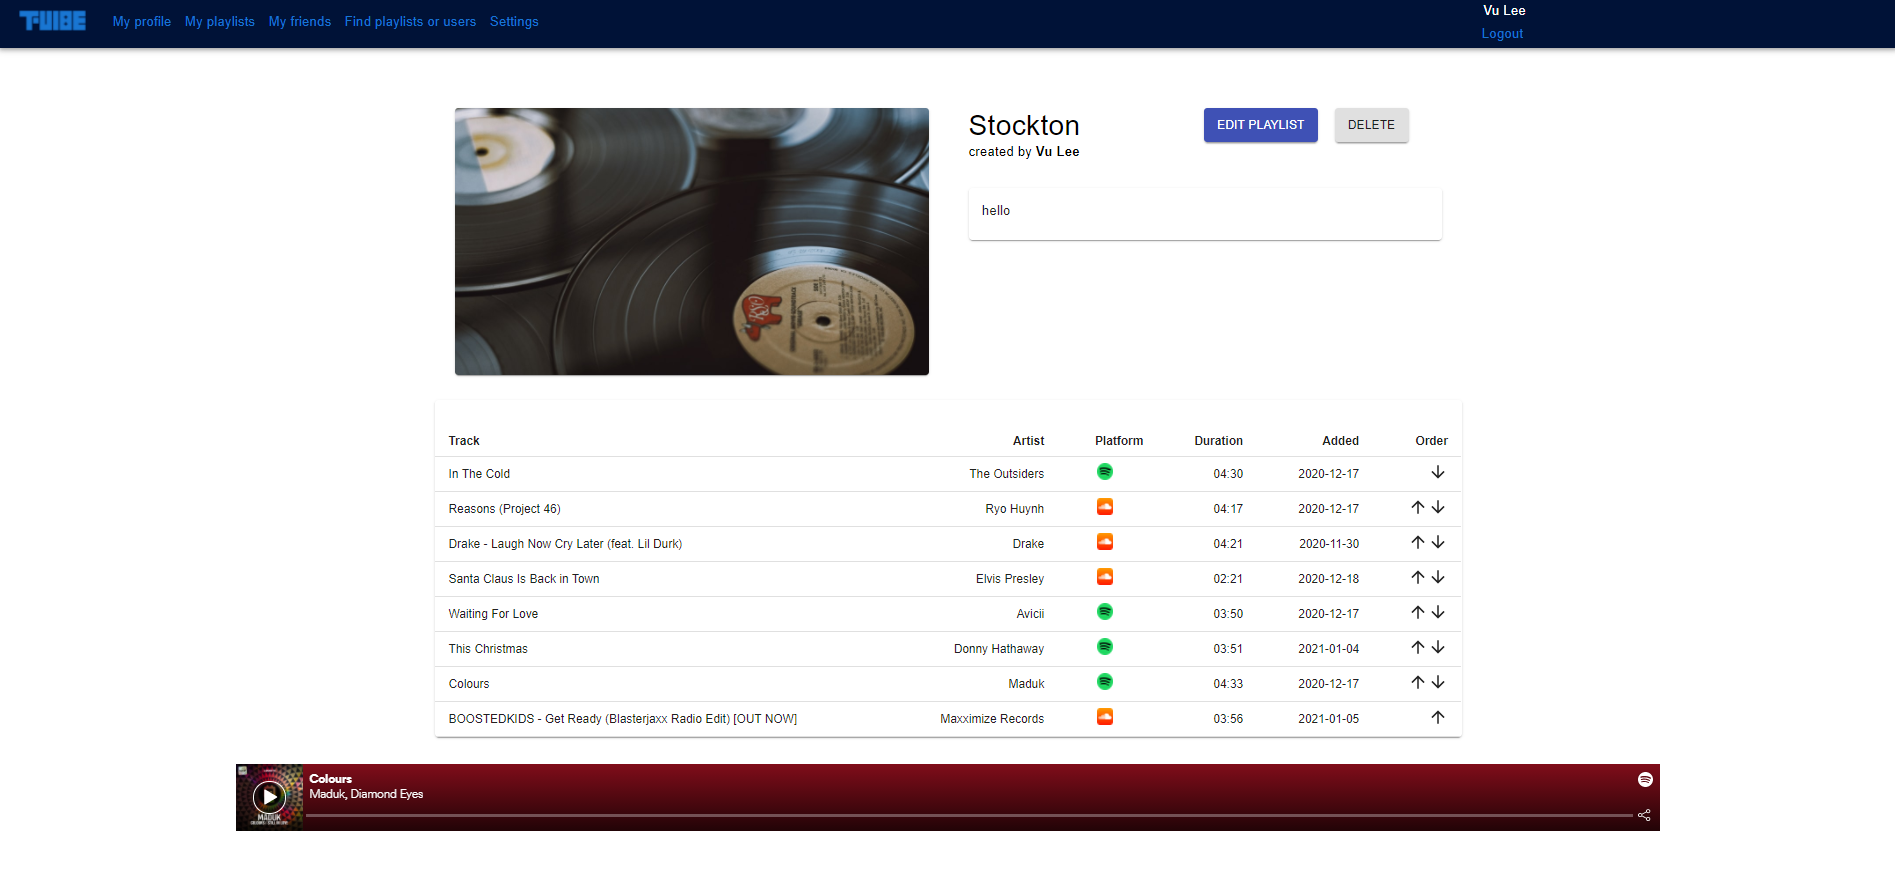 T-UIBE My profile My playlists My friends Find playlists or users Settings Vu Lee
Logout
Stockton EDIT PLAYLIST DELETE
created by Vu Lee
hello
Track Artist Platform Duration Added Order
In The Cold The Outsiders 04:30 2020-12-17
Reasons (Project 46) Ryo Huynh 04:17 2020-12-17
Drake - Laugh Now Cry Later (feat. Lil Durk) Drake 04:21 2020-11-30
Santa Claus Is Back in Town Elvis Presley 02:21 2020-12-18
Waiting For Love Avicii 03:50 2020-12-17
This Christmas Donny Hathaway 03:51 2021-01-04
Colours Maduk 04:33 2020-12-17
BOOSTEDKIDS - Get Ready (Blasterjaxx Radio Edit) [OUT NOW] Maxximize Records 03:56 2021-01-05
Colours
Maduk, Diamond Eyes
MADUK